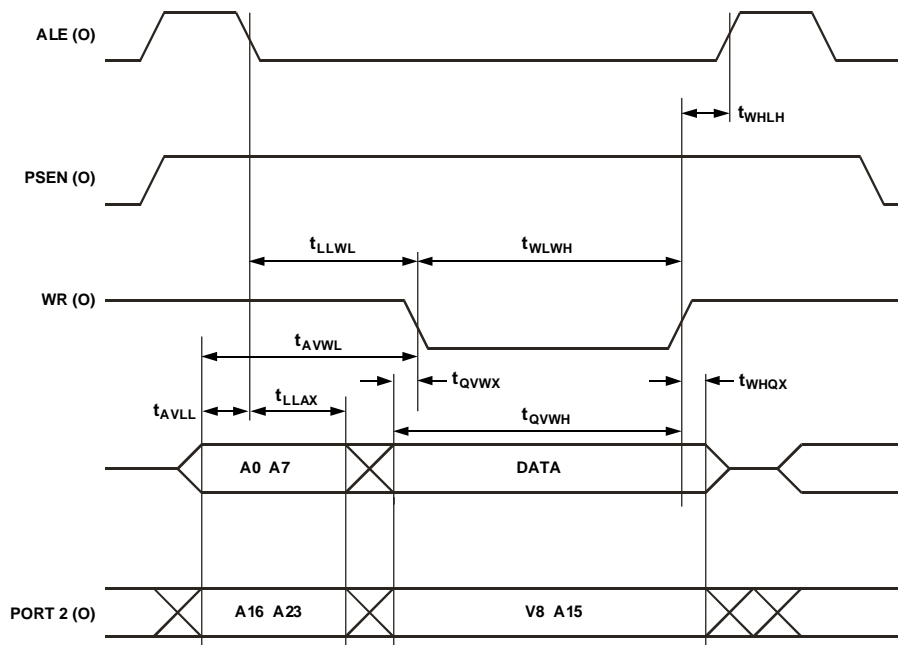 ALE (O)
tWHLH
PSEN (O)
tLLWL
tWLWH
WR (O)
tAVWL
tQVWX
tWHQX
tAVLL
tLLAX
tQVWH
A0 A7
DATA
PORT 2 (O)
A16 A23
V8 A15